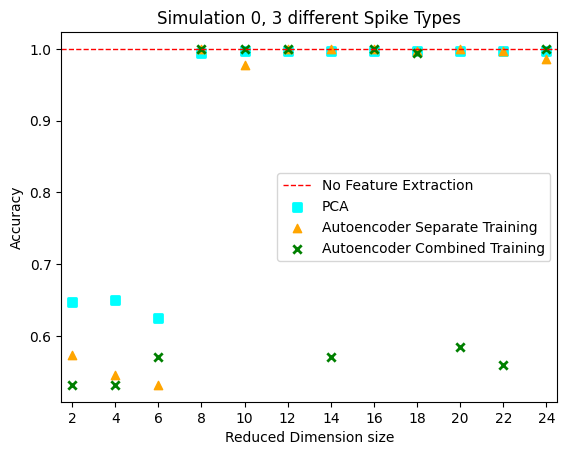 Simulation 0, 3 different Spike Types
Accuracy
1.0
0.9
0.8
0.7
0.6
No Feature Extraction
PCA
Autoencoder Separate Training
Autoencoder Combined Training
2 4 6 8 10 12 14 16 18 20 22 24
Reduced Dimension size